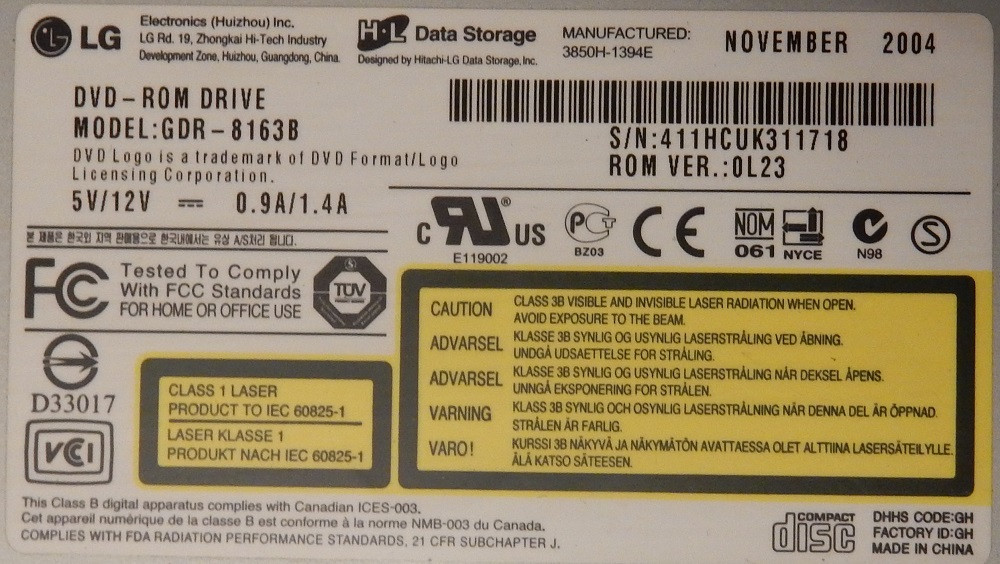 LG
Electronics (Huizhou) Inc.
LG Rd. 19, Zhongkai Hi-Tech Industry
Development Zone, Huizhou, Guangdong, China.
H·L Data Storage
Designed by Hitachi-LG Data Storage, Inc.
MANUFACTURED:
3850H-1394E
NOVEMBER 2004
DVD-ROM DRIVE
MODEL:GDR-8163B
DVD Logo is a trademark of DVD Format/Logo
Licensing Corporation.
5V/12V 0.9A/1.4A
S/N:411HCUK311718
ROM VER.:0L23
본 제품은 한국외 지역 판매용으로 한국내에서는 유상 A/S처리 됩니다.
C RU ® US
E119002
PCT
BZ03
CE
NOM
061
NYCE
N98
S
FC
Tested To Comply
With FCC Standards
FOR HOME OR OFFICE USE
S
TÜV
D33017
VCI
CLASS 1 LASER
PRODUCT TO IEC 60825-1
LASER KLASSE 1
PRODUKT NACH IEC 60825-1
CAUTION CLASS 3B VISIBLE AND INVISIBLE LASER RADIATION WHEN OPEN.
AVOID EXPOSURE TO THE BEAM.
ADVARSEL KLASSE 3B SYNLIG OG USYNLIG LASERSTRÅLING VED ÅBNING.
UNDGÅ UDSAETTELSE FOR STRÅLING.
ADVARSEL KLASSE 3B SYNLIG OG USYNLIG LASERSTRÅLING NÅR DEKSEL ÅPENS.
UNNGÅ EKSPONERING FOR STRÅLEN.
VARNING KLASS 3B SYNLIG OCH OSYNLIG LASERSTRÅLNING NÄR DENNA DEL ÄR ÖPPNAD.
STRÅLEN ÄR FARLIG.
VARO! KURSSI 3B NÄKYVÄ JA NÄKYMÄTÖN AVATTAESSA OLET ALTTIINA LASERSÄTEILYLLE.
ÄLÄ KATSO SÄTEESEN.
This Class B digital apparatus complies with Canadian ICES-003.
Cet appareil numérique de la classe B est conforme à la norme NMB-003 du Canada.
COMPLIES WITH FDA RADIATION PERFORMANCE STANDARDS, 21 CFR SUBCHAPTER J.
COMPACT
disc
DHHS CODE:GH
FACTORY ID:GH
MADE IN CHINA